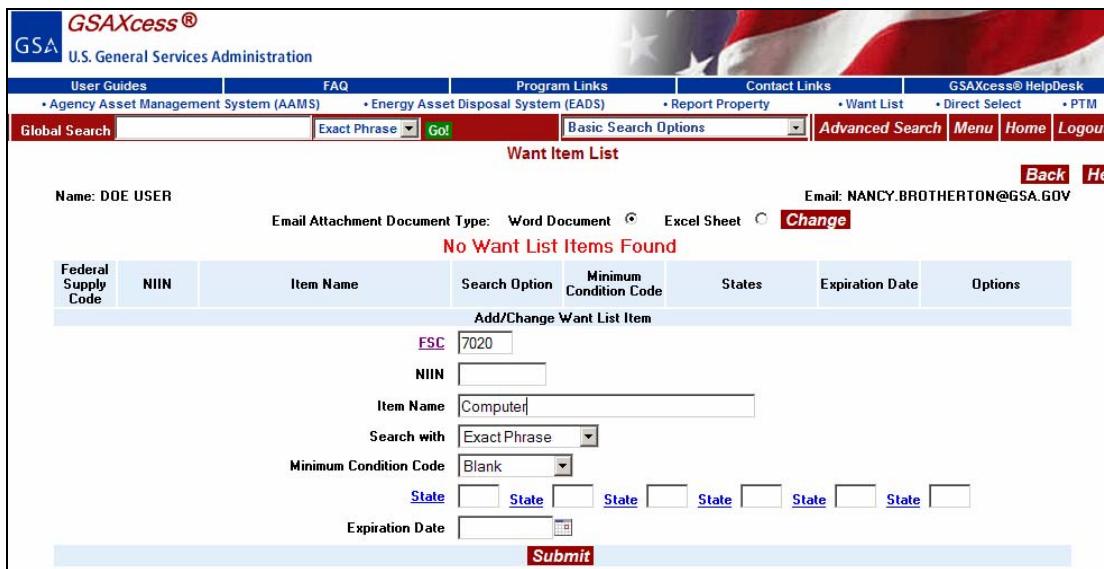 GSAXcess ®
GSA
U.S. General Services Administration
User Guides FAQ Program Links Contact Links GSAXcess® HelpDesk
• Agency Asset Management System (AAMS) • Energy Asset Disposal System (EADS) • Report Property • Want List • Direct Select • PTM
Global Search Exact Phrase Go! Basic Search Options Advanced Search Menu Home Logou
Want Item List
Back He
Name: DOE USER Email: NANCY.BROTHERTON@GSA.GOV
Email Attachment Document Type: Word Document Excel Sheet Change
No Want List Items Found
Federal Supply Code NIIN Item Name Search Option Minimum Condition Code States Expiration Date Options
Add/Change Want List Item
FSC 7020
NIIN
Item Name Computer
Search with Exact Phrase
Minimum Condition Code Blank
State State State State State State
Expiration Date
Submit